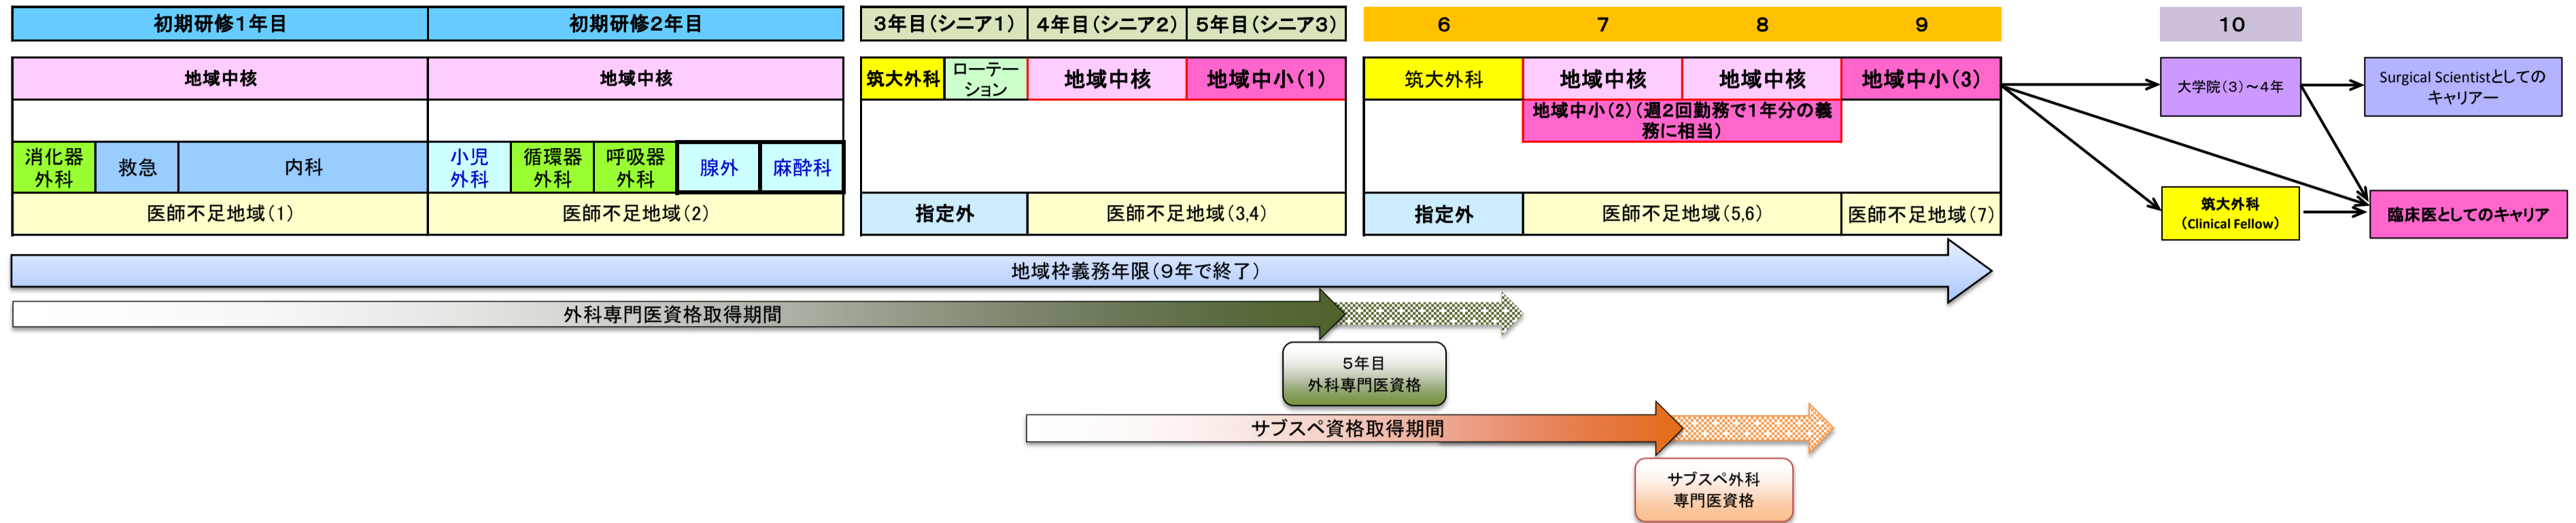 初期研修1年目
初期研修2年目
3年目(シニア1)
4年目(シニア2)
5年目(シニア3)
6
7
8
9
10
地域中核
地域中核
筑大外科
ローテー
ション
地域中核
地域中小(1)
筑大外科
地域中核
地域中核
地域中小(3)
地域中小(2)(週2回勤務で1年分の義
務に相当)
大学院(3)~4年
Surgical Scientistとしての
キャリアー
消化器
外科
救急
内科
小児
外科
循環器
外科
呼吸器
外科
腺外
麻酔科
医師不足地域(1)
医師不足地域(2)
指定外
医師不足地域(3,4)
指定外
医師不足地域(5,6)
医師不足地域(7)
筑大外科
(Clinical Fellow)
臨床医としてのキャリア
地域枠義務年限(9年で終了)
外科専門医資格取得期間
5年目
外科専門医資格
サブスペ資格取得期間
サブスペ外科
専門医資格